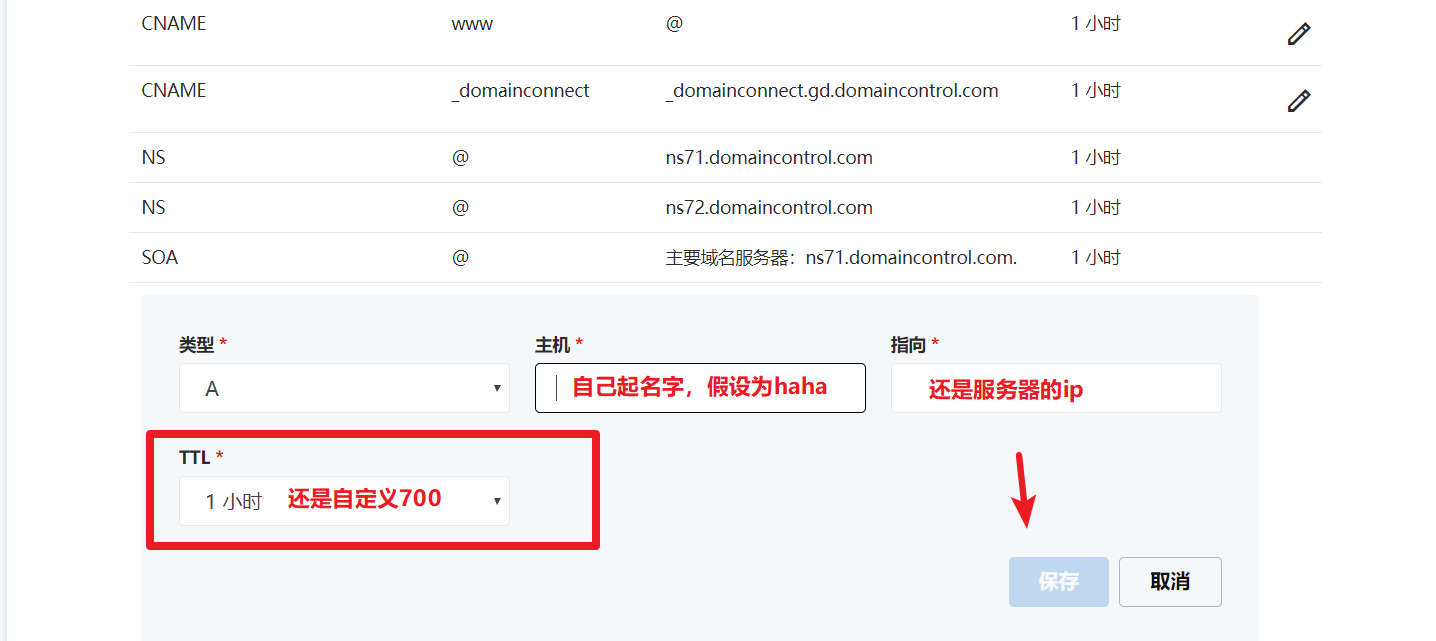 CNAME www @ 1 小时
CNAME _domainconnect _domainconnect.gd.domaincontrol.com 1 小时
NS @ ns71.domaincontrol.com 1 小时
NS @ ns72.domaincontrol.com 1 小时
SOA @ 主要域名服务器：ns71.domaincontrol.com. 1 小时
类型 * 主机 * 指向 *
A 自己起名字，假设为haha 还是服务器的ip
TTL *
1 小时 还是自定义700
保存 取消